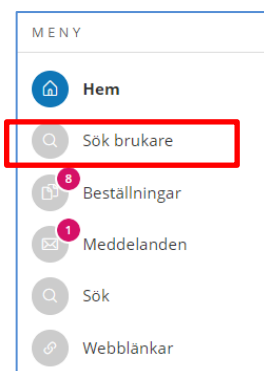 MENY
Hem
Sök brukare
8
Beställningar
1
Meddelanden
Sök
Webblänkar